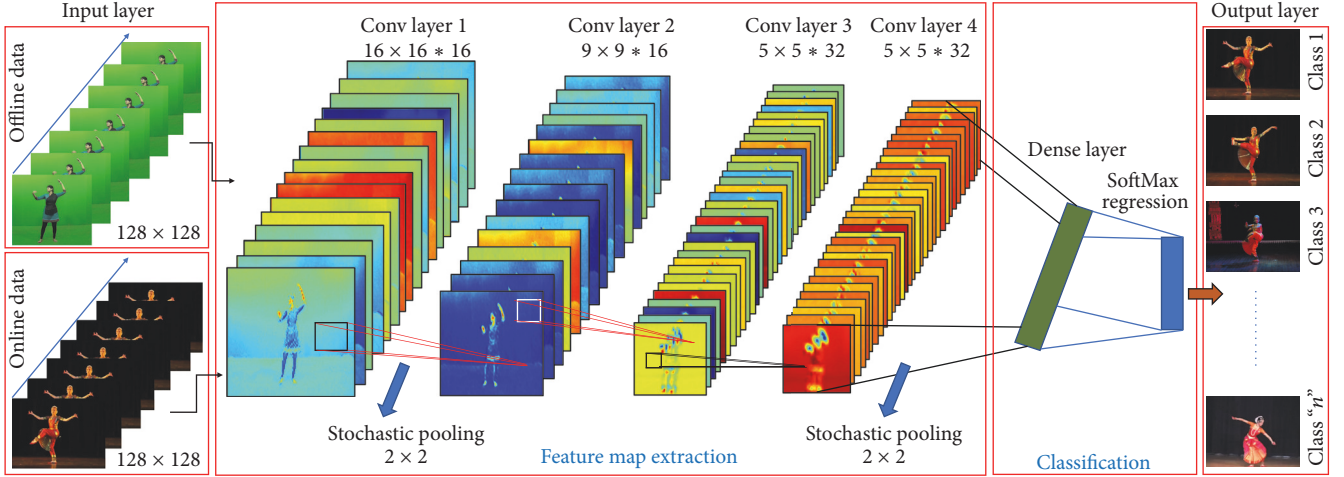 Input layer
Offline data
128 × 128
Online data
128 × 128
Conv layer 1
16 × 16 ∗ 16
Conv layer 2
9 × 9 ∗ 16
Conv layer 3
5 × 5 ∗ 32
Conv layer 4
5 × 5 ∗ 32
Stochastic pooling
2 × 2
Feature map extraction
Stochastic pooling
2 × 2
Dense layer
SoftMax
regression
Classification
Output layer
Class 1
Class 2
Class 3
Class “n”